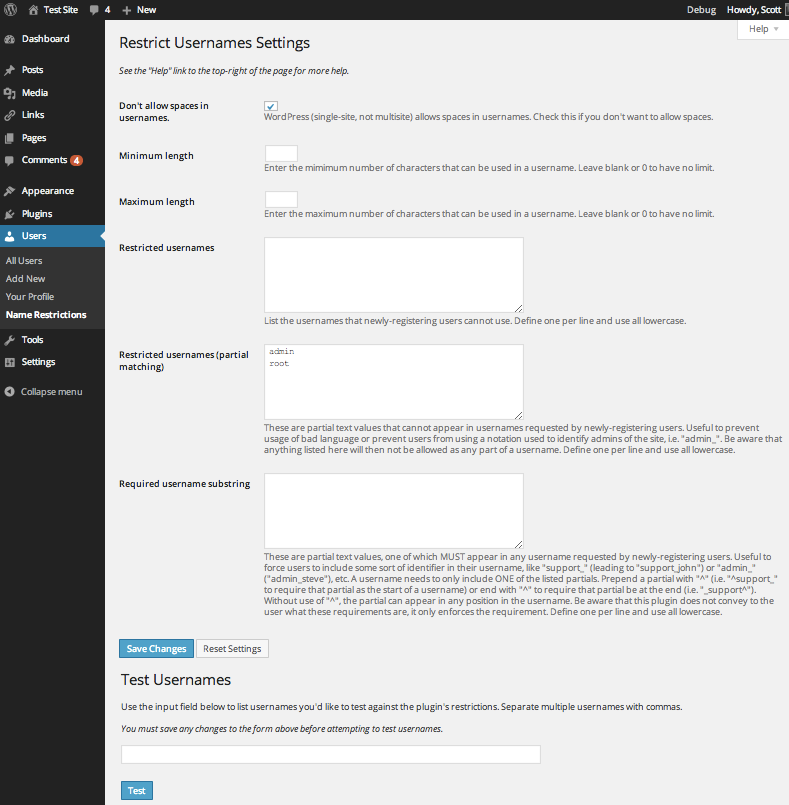 Test Site 4 New Debug Howdy, Scott
Help
Dashboard
Posts
Media
Links
Pages
Comments 4
Appearance
Plugins
Users
All Users
Add New
Your Profile
Name Restrictions
Tools
Settings
Collapse menu
Restrict Usernames Settings
See the "Help" link to the top-right of the page for more help.
Don't allow spaces in
usernames.
WordPress (single-site, not multisite) allows spaces in usernames. Check this if you don't want to allow spaces.
Minimum length
Enter the mimimum number of characters that can be used in a username. Leave blank or 0 to have no limit.
Maximum length
Enter the maximum number of characters that can be used in a username. Leave blank or 0 to have no limit.
Restricted usernames
List the usernames that newly-registering users cannot use. Define one per line and use all lowercase.
Restricted usernames (partial
matching)
admin
root
These are partial text values that cannot appear in usernames requested by newly-registering users. Useful to prevent
usage of bad language or prevent users from using a notation used to identify admins of the site, i.e. "admin_". Be aware that
anything listed here will then not be allowed as any part of a username. Define one per line and use all lowercase.
Required username substring
These are partial text values, one of which MUST appear in any username requested by newly-registering users. Useful to
force users to include some sort of identifier in their username, like "support_" (leading to "support_john") or "admin_"
("admin_steve"), etc. A username needs to only include ONE of the listed partials. Prepend a partial with "^" (i.e. "^support_"
to require that partial as the start of a username) or end with "^" to require that partial be at the end (i.e. "_support^").
Without use of "^", the partial can appear in any position in the username. Be aware that this plugin does not convey to the
user what these requirements are, it only enforces the requirement. Define one per line and use all lowercase.
Save Changes Reset Settings
Test Usernames
Use the input field below to list usernames you'd like to test against the plugin's restrictions. Separate multiple usernames with commas.
You must save any changes to the form above before attempting to test usernames.
Test